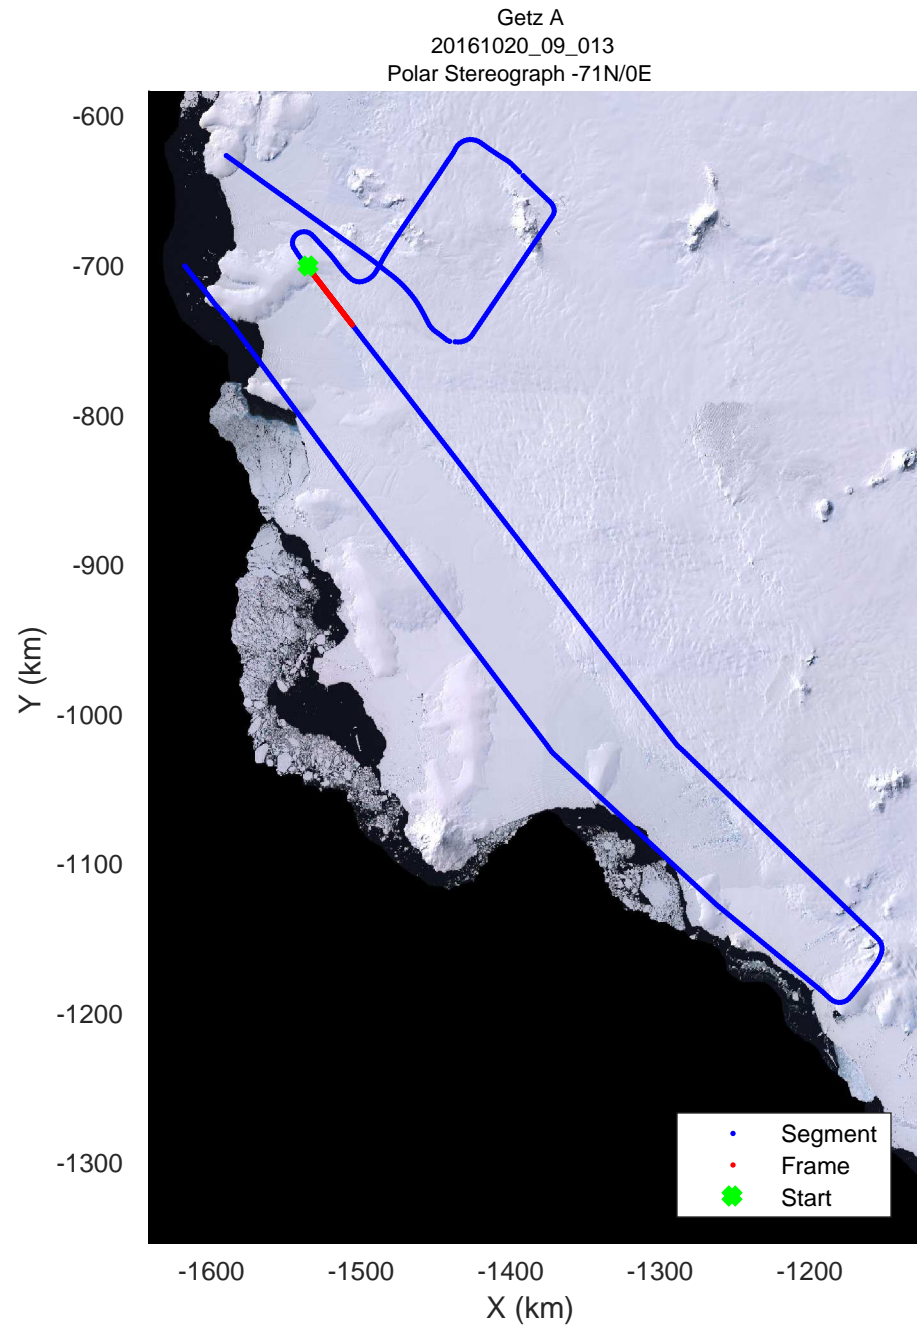 Getz A
20161020_09_013
Polar Stereograph -71N/0E
-600
-700
-800
-900
-1000
-1100
-1200
-1300
Y (km)
Segment
Frame
Start
-1600
-1500
-1400
-1300
-1200
X (km)